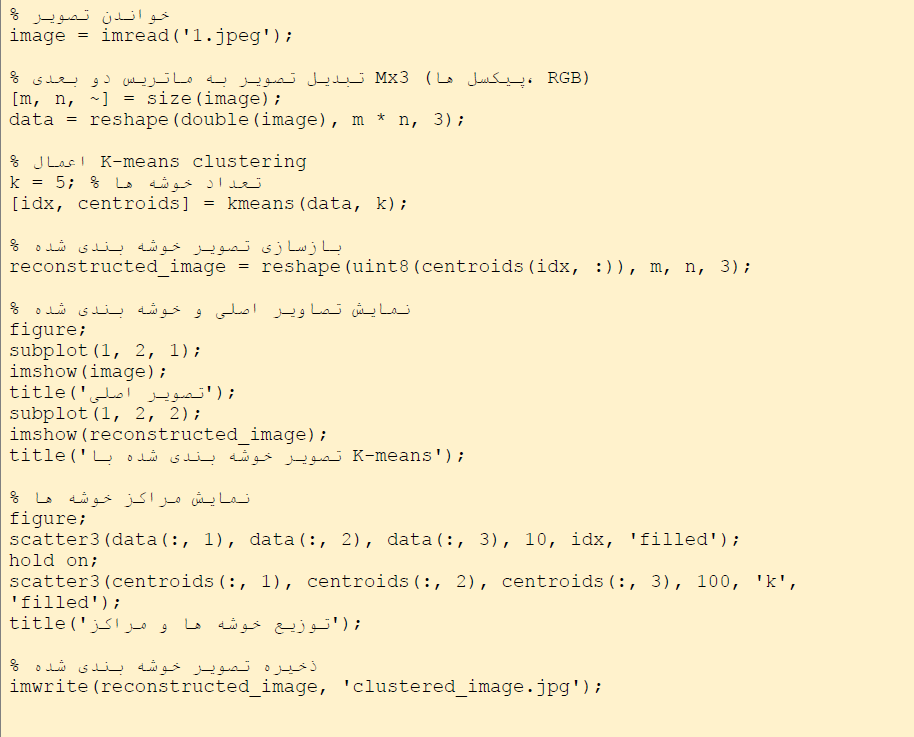 % خواندن تصویر
image = imread('1.jpeg');
% تبدیل تصویر به ماتریس دو بعدی Mx3 (پیکسل ها، RGB)
[m, n, ~] = size(image);
data = reshape(double(image), m * n, 3);
% اعمال K-means clustering
k = 5; % تعداد خوشه ها
[idx, centroids] = kmeans(data, k);
% بازسازی تصویر خوشه بندی شده
reconstructed_image = reshape(uint8(centroids(idx, :)), m, n, 3);
% نمایش تصاویر اصلی و خوشه بندی شده
figure;
subplot(1, 2, 1);
imshow(image);
title('تصویر اصلی');
subplot(1, 2, 2);
imshow(reconstructed_image);
title('تصویر خوشه بندی شده با K-means');
% نمایش مراکز خوشه ها
figure;
scatter3(data(:, 1), data(:, 2), data(:, 3), 10, idx, 'filled');
hold on;
scatter3(centroids(:, 1), centroids(:, 2), centroids(:, 3), 100, 'k',
'filled');
title('توزیع خوشه ها و مراکز');
% ذخیره تصویر خوشه بندی شده
imwrite(reconstructed_image, 'clustered_image.jpg');